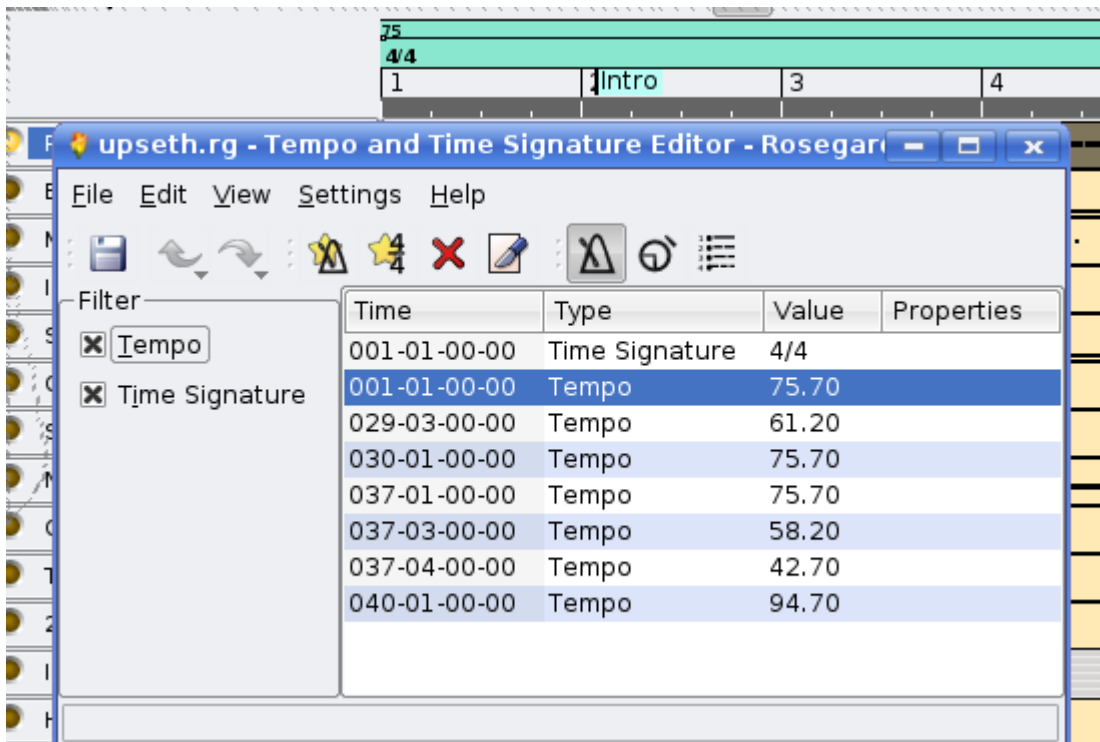 75
4/4
1 2 Intro 3 4
upseth.rg - Tempo and Time Signature Editor - Rosegar
File Edit View Settings Help
Filter
Tempo
Time Signature
Time Type Value Properties
001-01-00-00 Time Signature 4/4
001-01-00-00 Tempo 75.70
029-03-00-00 Tempo 61.20
030-01-00-00 Tempo 75.70
037-01-00-00 Tempo 75.70
037-03-00-00 Tempo 58.20
037-04-00-00 Tempo 42.70
040-01-00-00 Tempo 94.70